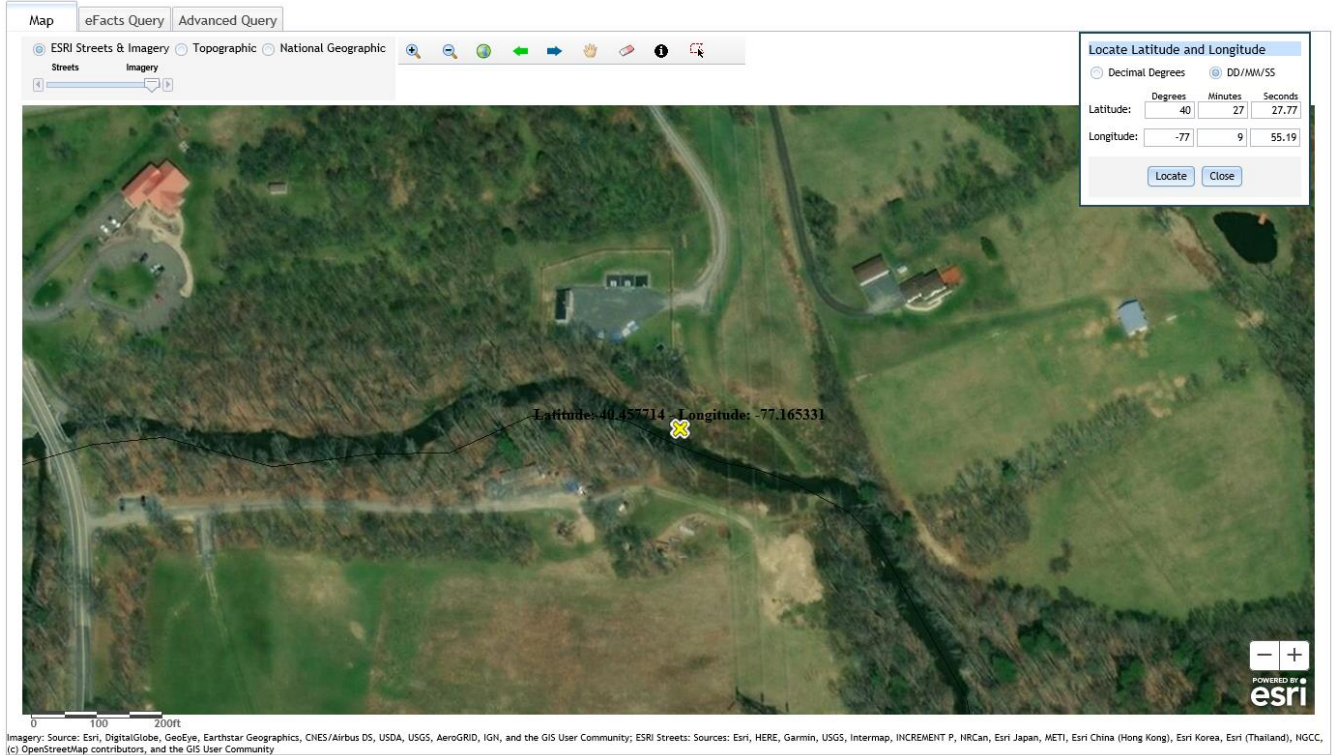 Map eFacts Query Advanced Query
ESRI Streets & Imagery Topographic National Geographic
Streets Imagery
Locate Latitude and Longitude
Decimal Degrees DD/MM/SS
Degrees Minutes Seconds
Latitude: 40 27 27.77
Longitude: -77 9 55.19
Locate Close
Latitude: 40.457714 - Longitude: -77.165331
POWERED BY
esri
0 100 200ft
Imagery: Source: Esri, DigitalGlobe, GeoEye, Earthstar Geographics, CNES/Airbus DS, USDA, USGS, AeroGRID, IGN, and the GIS User Community; ESRI Streets: Sources: Esri, HERE, Garmin, USGS, Intermap, INCREMENT P, NRCan, Esri Japan, METI, Esri China (Hong Kong), Esri Korea, Esri (Thailand), NGCC,
(c) OpenStreetMap contributors, and the GIS User Community